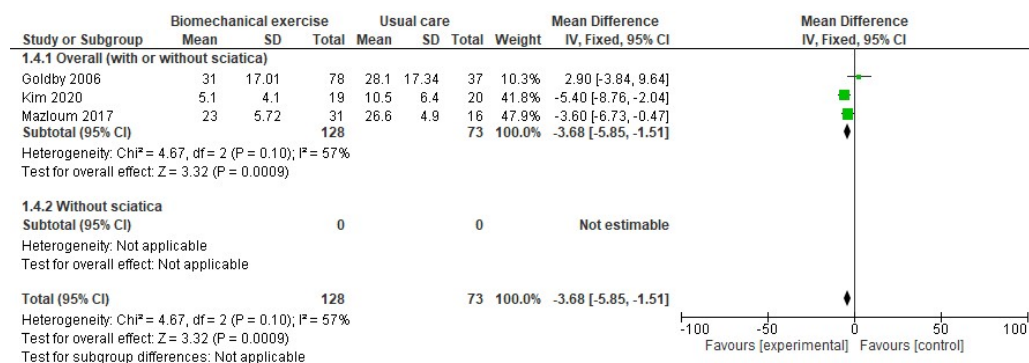 Biomechanical exercise Usual care Mean Difference Mean Difference
Study or Subgroup Mean SD Total Mean SD Total Weight IV, Fixed, 95% CI IV, Fixed, 95% CI
1.4.1 Overall (with or without sciatica)
Goldby 2006 31 17.01 78 28.1 17.34 37 10.3% 2.90 [-3.84, 9.64]
Kim 2020 5.1 4.1 19 10.5 6.4 20 41.8% -5.40 [-8.76, -2.04]
Mazloum 2017 23 5.72 31 26.6 4.9 16 47.9% -3.60 [-6.73, -0.47]
Subtotal (95% CI) 128 73 100.0% -3.68 [-5.85, -1.51]
Heterogeneity: Chi² = 4.67, df = 2 (P = 0.10); I² = 57%
Test for overall effect: Z = 3.32 (P = 0.0009)
1.4.2 Without sciatica
Subtotal (95% CI) 0 0 Not estimable
Heterogeneity: Not applicable
Test for overall effect: Not applicable
Total (95% CI) 128 73 100.0% -3.68 [-5.85, -1.51]
Heterogeneity: Chi² = 4.67, df = 2 (P = 0.10); I² = 57%
Test for overall effect: Z = 3.32 (P = 0.0009)
Test for subgroup differences: Not applicable
-100 -50 0 50 100
Favours [experimental] Favours [control]